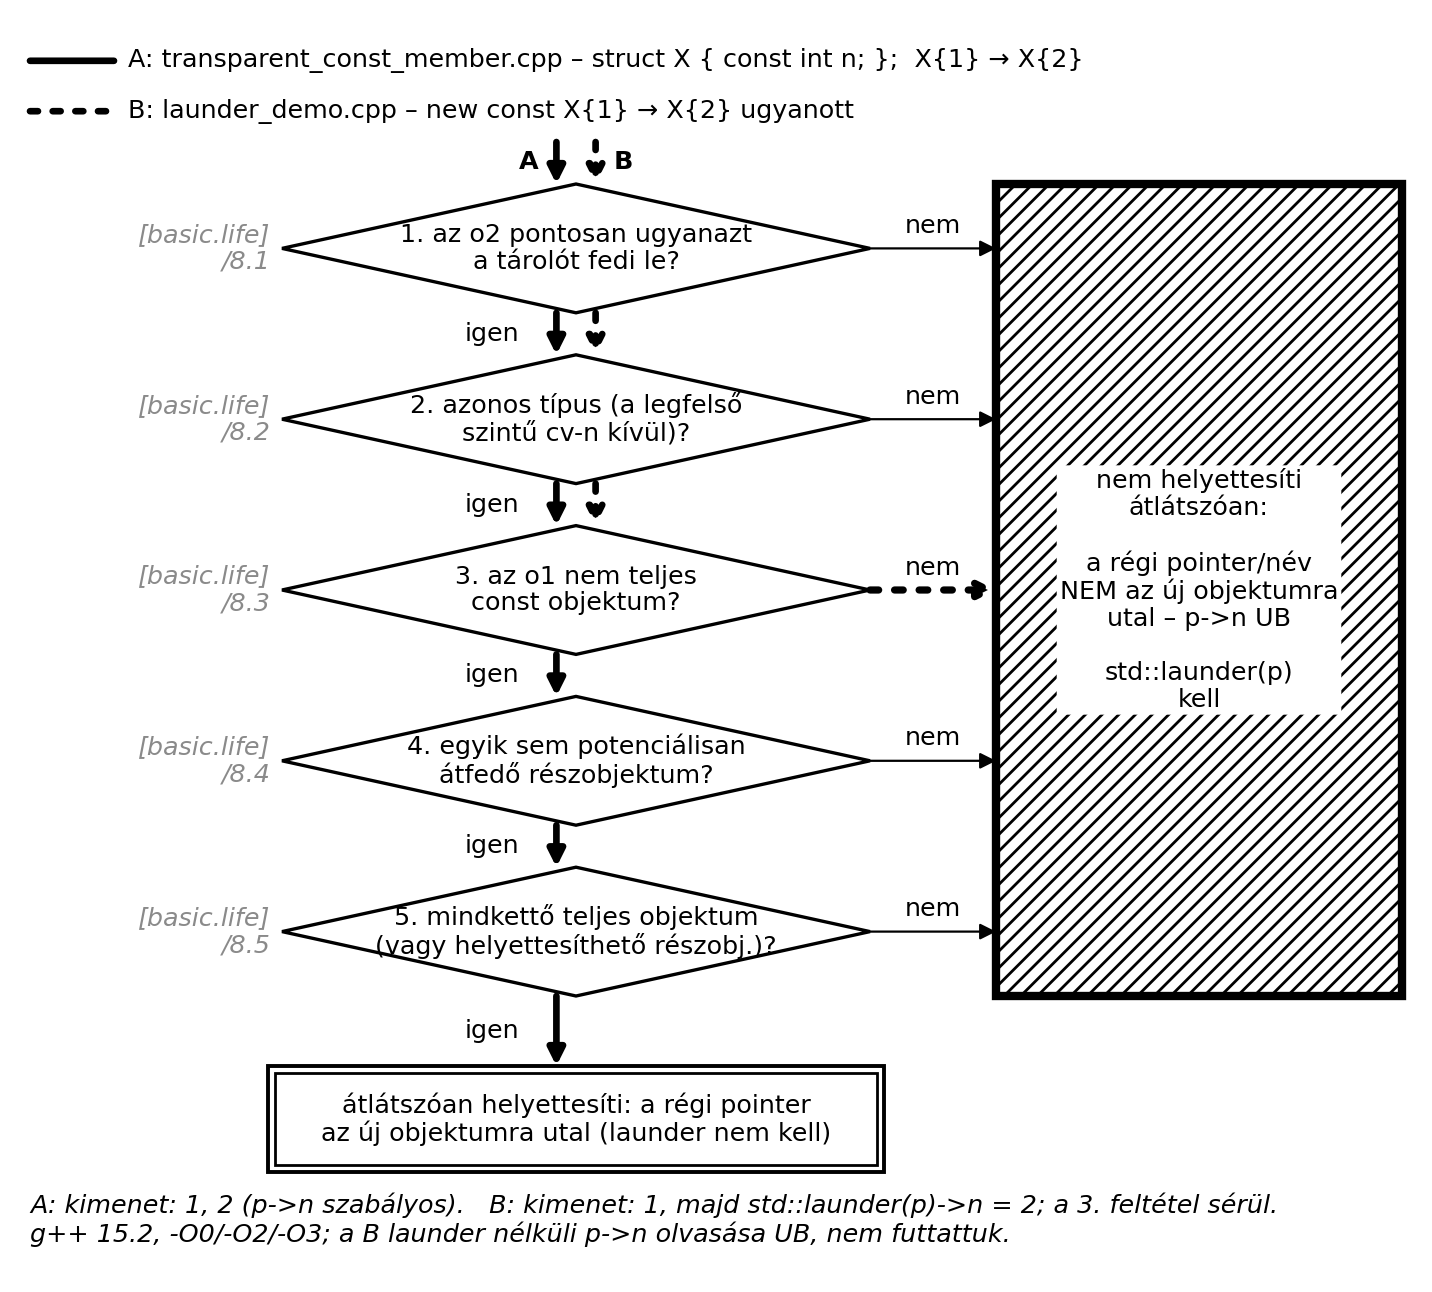 A: transparent_const_member.cpp – struct X { const int n; };  X{1} → X{2}
B: launder_demo.cpp – new const X{1} → X{2} ugyanott
A
B
[basic.life]
/8.1
1. az o2 pontosan ugyanazt
a tárolót fedi le?
nem
igen
[basic.life]
/8.2
2. azonos típus (a legfelső
szintű cv-n kívül)?
nem
igen
[basic.life]
/8.3
3. az o1 nem teljes
const objektum?
nem
igen
[basic.life]
/8.4
4. egyik sem potenciálisan
átfedő részobjektum?
nem
igen
[basic.life]
/8.5
5. mindkettő teljes objektum
(vagy helyettesíthető részobj.)?
nem
igen
nem helyettesíti
átlátszóan:
a régi pointer/név
NEM az új objektumra
utal – p->n UB
std::launder(p)
kell
átlátszóan helyettesíti: a régi pointer
az új objektumra utal (launder nem kell)
A: kimenet: 1, 2 (p->n szabályos).   B: kimenet: 1, majd std::launder(p)->n = 2; a 3. feltétel sérül.
g++ 15.2, -O0/-O2/-O3; a B launder nélküli p->n olvasása UB, nem futtattuk.